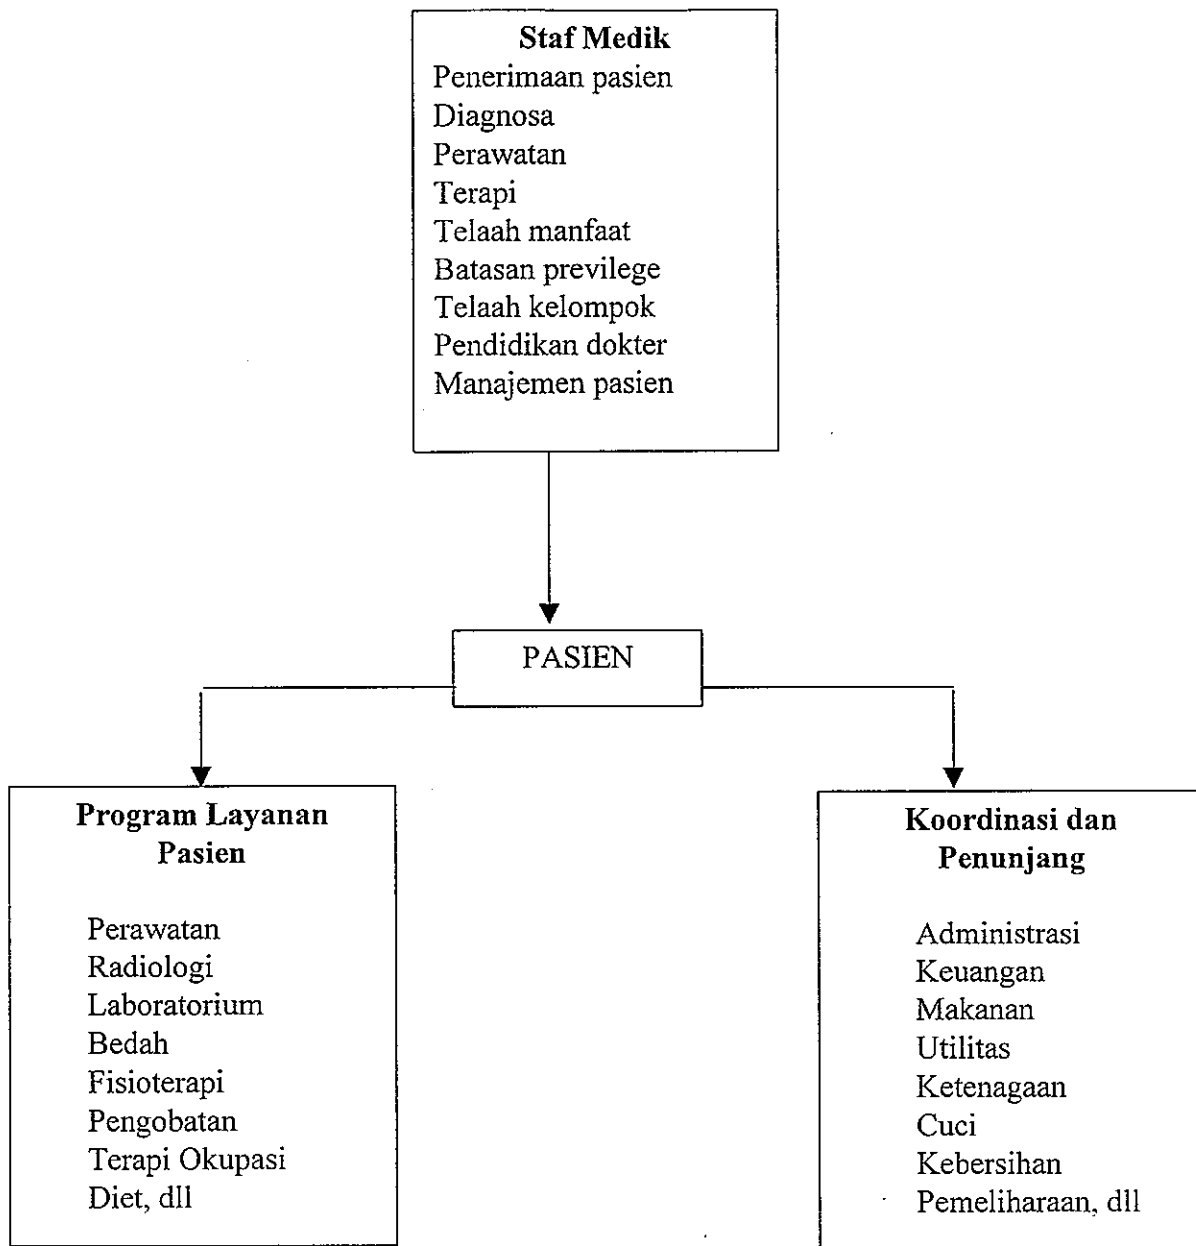 Staf Medik
Penerimaan pasien
Diagnosa
Perawatan
Terapi
Telaah manfaat
Batasan previlege
Telaah kelompok
Pendidikan dokter
Manajemen pasien
PASIEN
Program Layanan
Pasien
Perawatan
Radiologi
Laboratorium
Bedah
Fisioterapi
Pengobatan
Terapi Okupasi
Diet, dll
Koordinasi dan
Penunjang
Administrasi
Keuangan
Makanan
Utilitas
Ketenagaan
Cuci
Kebersihan
Pemeliharaan, dll